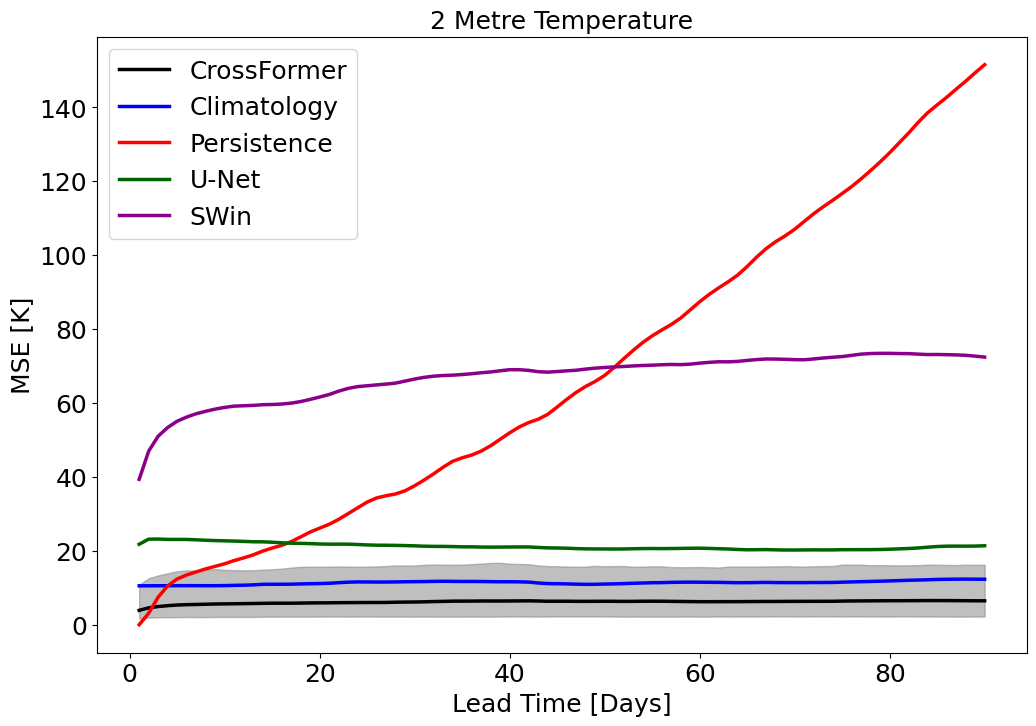 2 Metre Temperature
CrossFormer
Climatology
Persistence
U-Net
SWin
MSE [K]
140
120
100
80
60
40
20
0
0 20 40 60 80
Lead Time [Days]